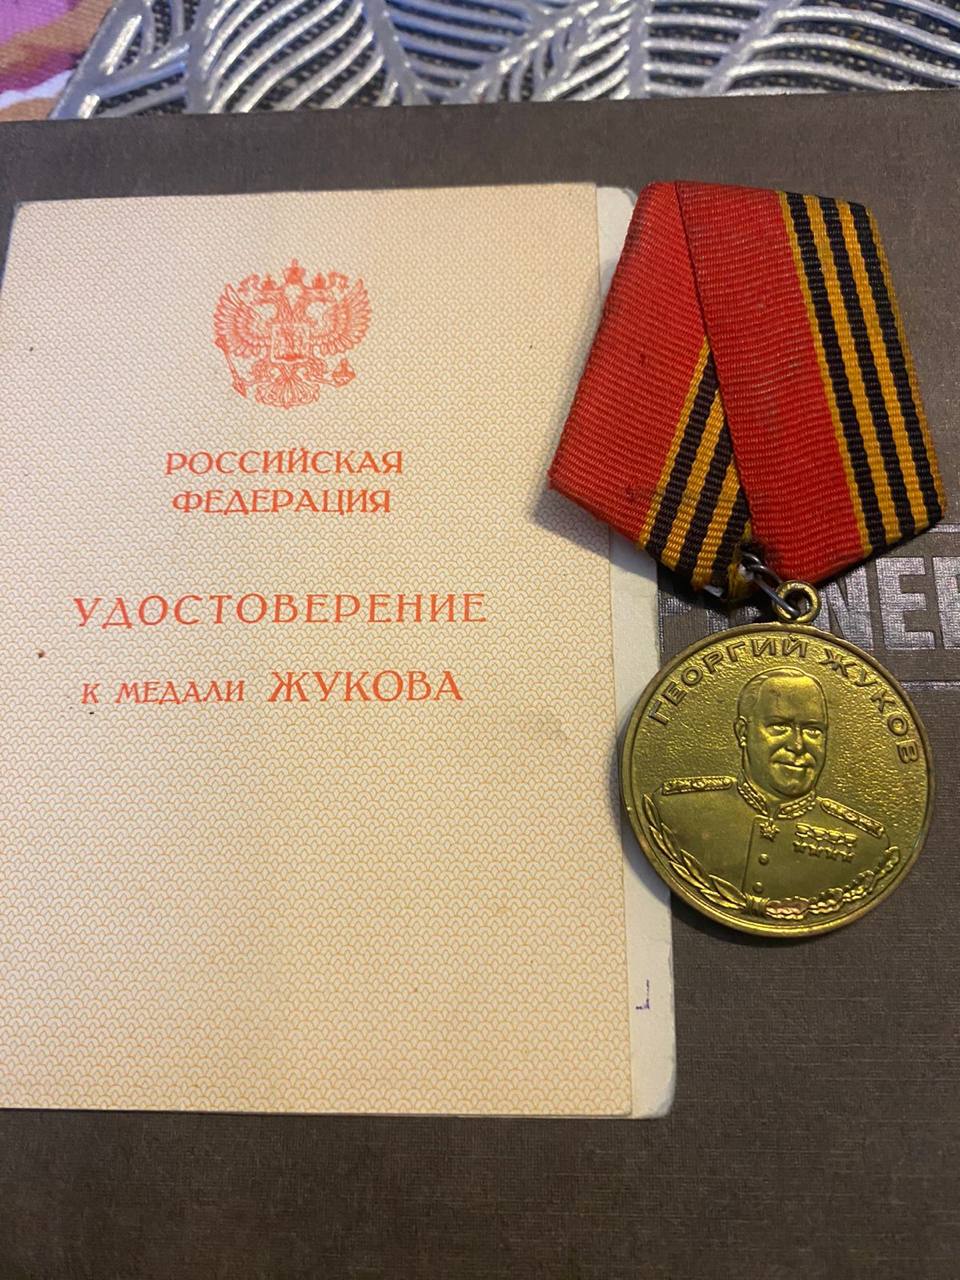 РОССИЙСКАЯ
ФЕДЕРАЦИЯ
УДОСТОВЕРЕНИЕ
К МЕДАЛИ ЖУКОВА
ГЕОРГИЙ ЖУКОВ